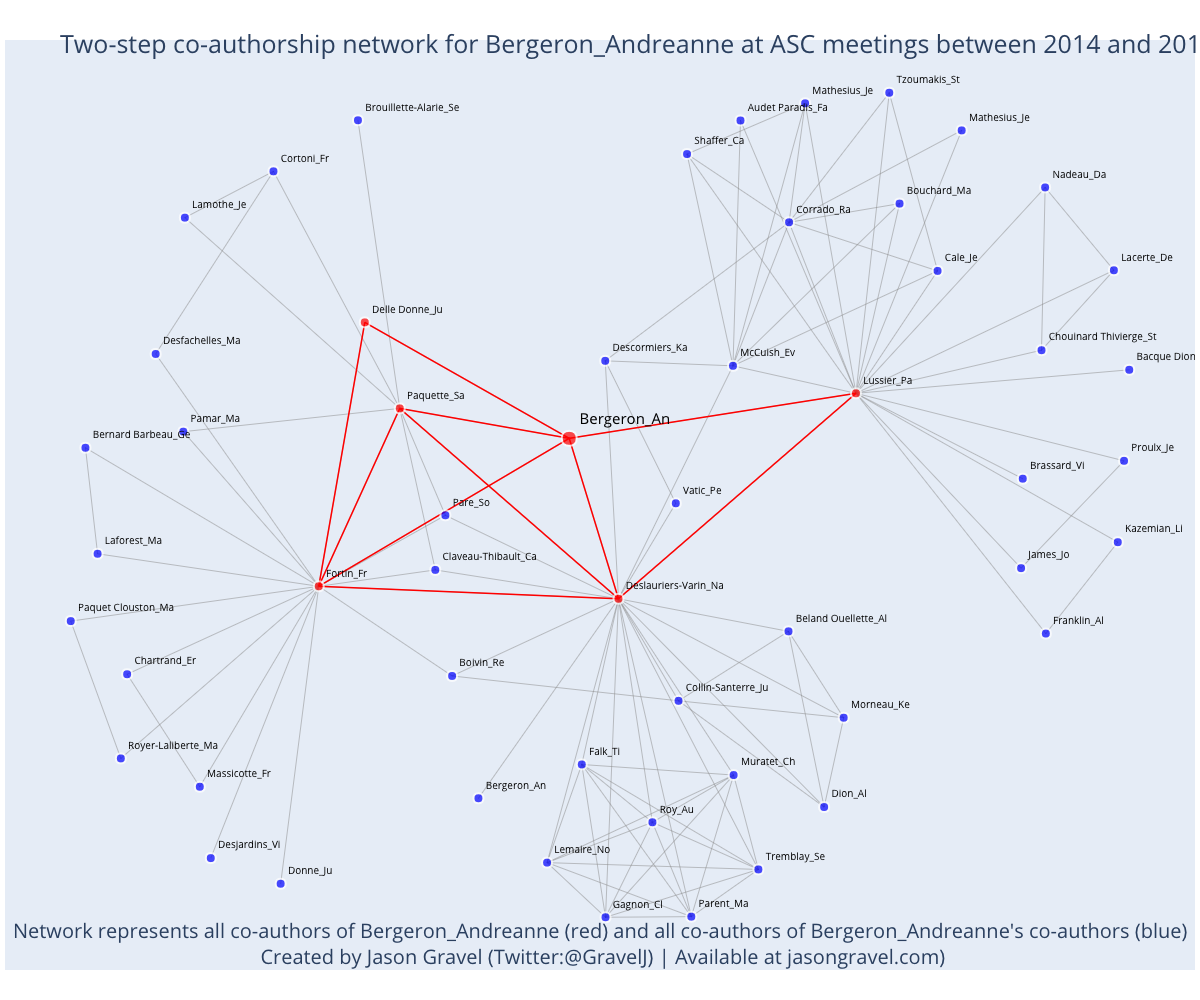 Two-step co-authorship network for Bergeron_Andreanne at ASC meetings between 2014 and 201
Tzoumakis_St
Mathesius_Je
Brouillette-Alarie_Se
Audet Paradis_Fa
Mathesius_Je
Shaffer_Ca
Cortoni_Fr
Nadeau_Da
Bouchard_Ma
Lamothe_Je
Corrado_Ra
Cale_Je
Lacerte_De
Delle Donne_Ju
Desfachelles_Ma
Descormiers_Ka
McCuish_Ev
Chouinard Thivierge_St
Bacque Dion
Lussier_Pa
Paquette_Sa
Pamar_Ma
Bergeron_An
Bernard Barbeau_Ge
Proulx_Je
Brassard_Vi
Vatic_Pe
Pare_So
Kazemian_Li
Laforest_Ma
Claveau-Thibault_Ca
James_Jo
Fortin_Fr
Deslauriers-Varin_Na
Paquet Clouston_Ma
Beland Ouellette_Al
Franklin_Al
Chartrand_Er
Boivin_Re
Collin-Santerre_Ju
Morneau_Ke
Royer-Laliberte_Ma
Falk_Ti
Muratet_Ch
Massicotte_Fr
Bergeron_An
Dion_Al
Roy_Au
Desjardins_Vi
Lemaire_No
Tremblay_Se
Donne_Ju
Gagnon_Cl
Parent_Ma
Network represents all co-authors of Bergeron_Andreanne (red) and all co-authors of Bergeron_Andreanne's co-authors (blue)
Created by Jason Gravel (Twitter:@GravelJ) | Available at jasongravel.com)